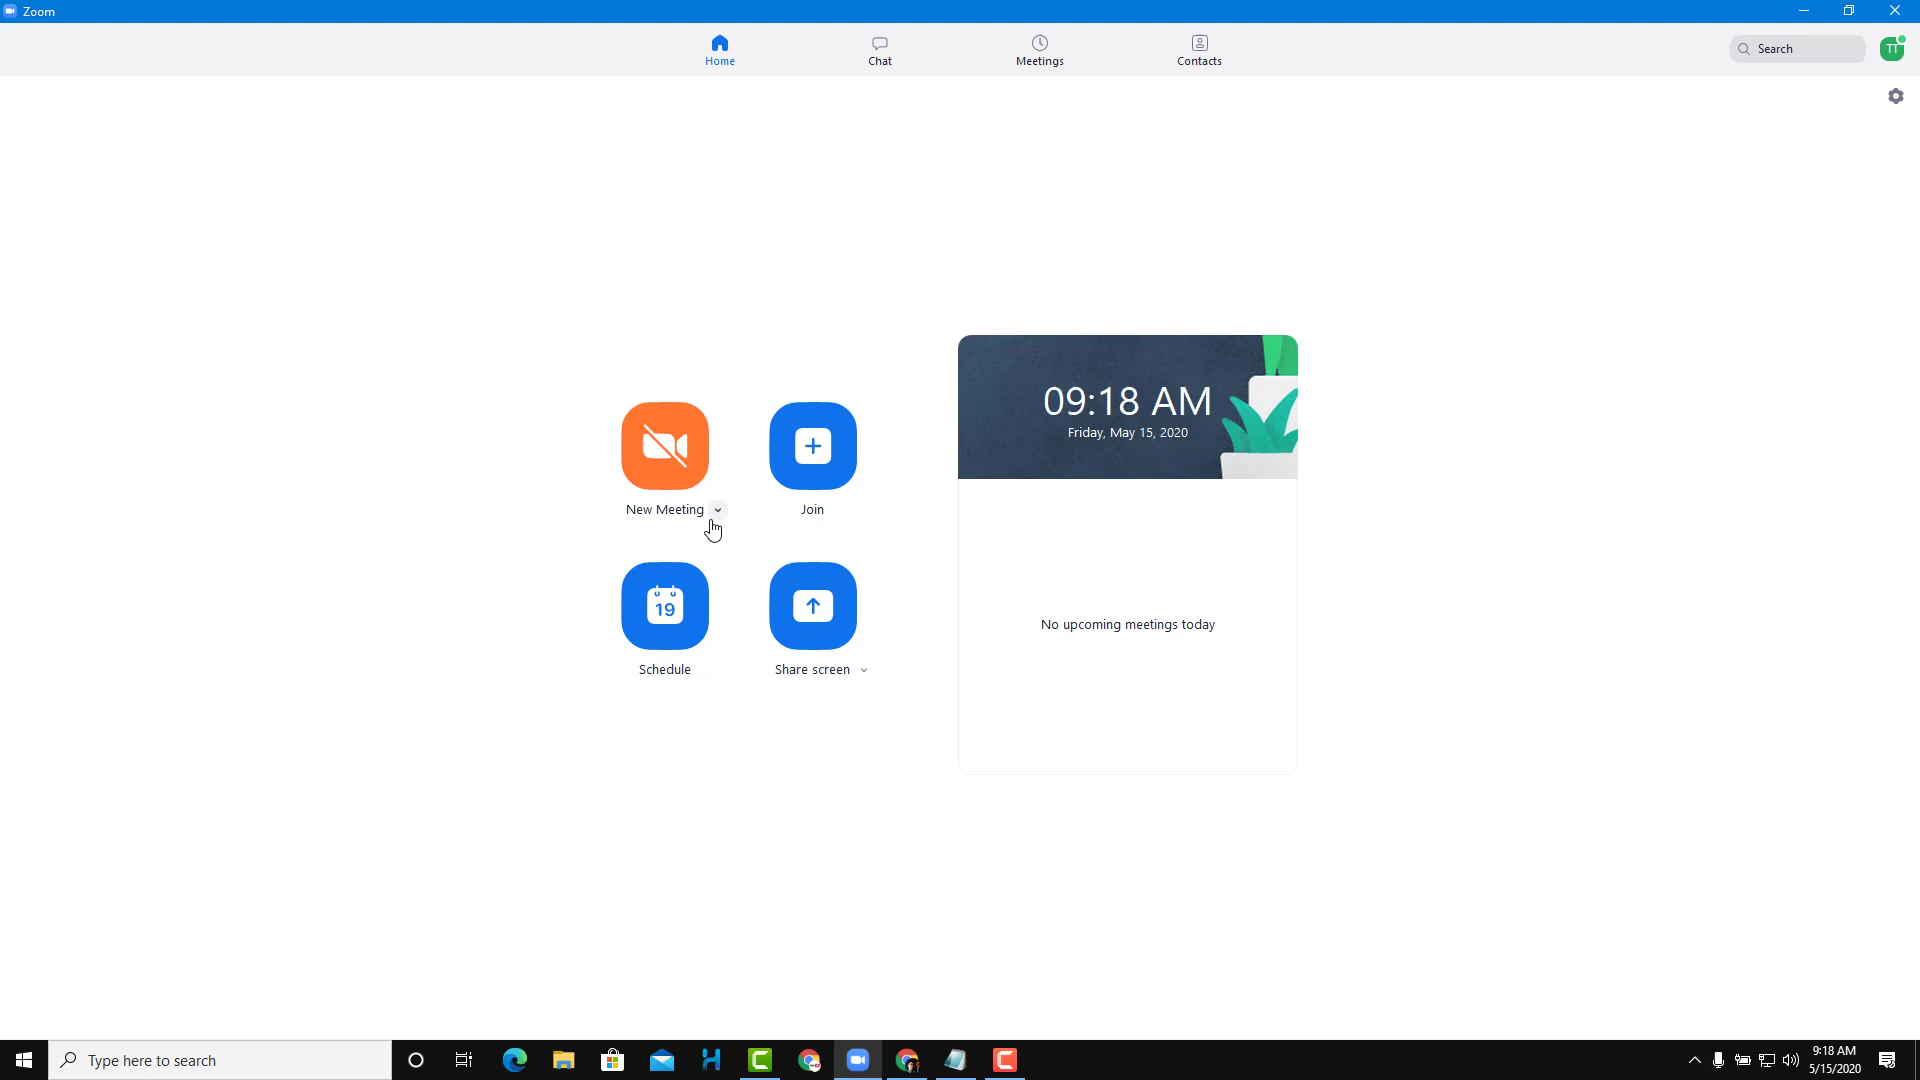 Zoom
Home
Chat
Meetings
Contacts
Search
TT
09:18 AM
Friday, May 15, 2020
New Meeting
Join
19
Schedule
Share screen
No upcoming meetings today
Type here to search
9:18 AM
5/15/2020